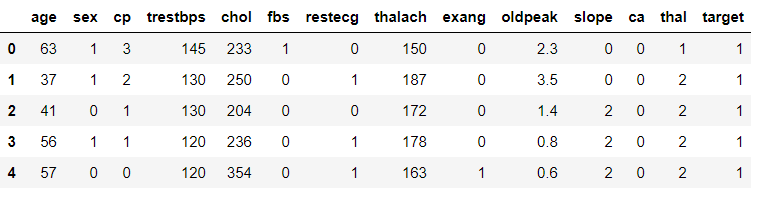 age sex cp trestbps chol fbs restecg thalach exang oldpeak slope ca thal target
0 63 1 3 145 233 1 0 150 0 2.3 0 0 1 1
1 37 1 2 130 250 0 1 187 0 3.5 0 0 2 1
2 41 0 1 130 204 0 0 172 0 1.4 2 0 2 1
3 56 1 1 120 236 0 1 178 0 0.8 2 0 2 1
4 57 0 0 120 354 0 1 163 1 0.6 2 0 2 1